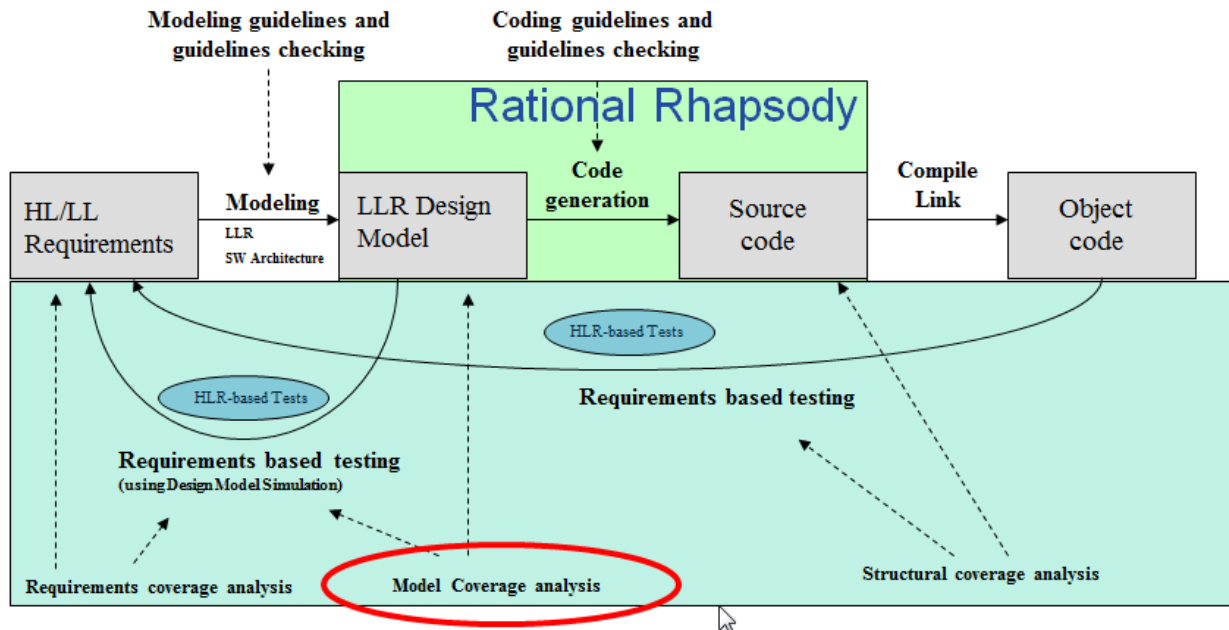 Modeling guidelines and
guidelines checking
Coding guidelines and
guidelines checking
Rational Rhapsody
HL/LL
Requirements
Modeling
LLR
SW Architecture
LLR Design
Model
Code
generation
Source
code
Compile
Link
Object
code
HLR-based Tests
HLR-based Tests
Requirements based testing
Requirements based testing
(using Design Model Simulation)
Requirements coverage analysis
Model Coverage analysis
Structural coverage analysis